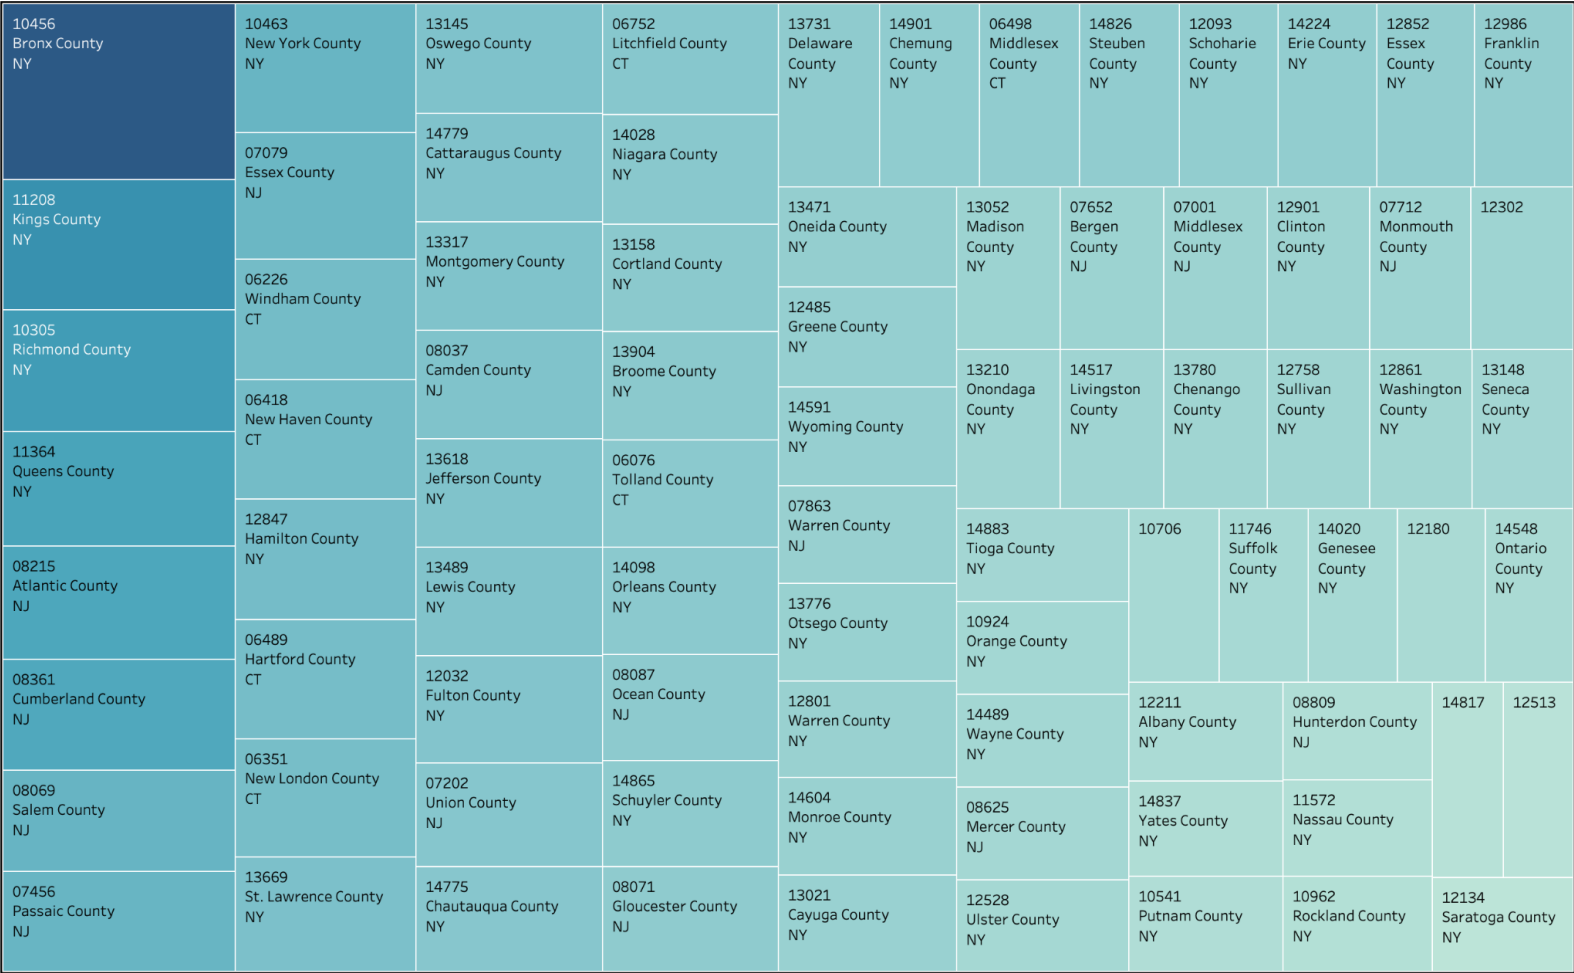 10456
Bronx County
NY
11208
Kings County
NY
10305
Richmond County
NY
11364
Queens County
NY
08215
Atlantic County
NJ
08361
Cumberland County
NJ
08069
Salem County
NJ
07456
Passaic County
NJ
10463
New York County
NY
07079
Essex County
NJ
06226
Windham County
CT
06418
New Haven County
CT
12847
Hamilton County
NY
06489
Hartford County
CT
06351
New London County
CT
13669
St. Lawrence County
NY
13145
Oswego County
NY
14779
Cattaraugus County
NY
13317
Montgomery County
NY
08037
Camden County
NJ
13618
Jefferson County
NY
13489
Lewis County
NY
12032
Fulton County
NY
07202
Union County
NJ
14775
Chautauqua County
NY
06752
Litchfield County
CT
14028
Niagara County
NY
13158
Cortland County
NY
13904
Broome County
NY
06076
Tolland County
CT
14098
Orleans County
NY
08087
Ocean County
NJ
14865
Schuyler County
NY
08071
Gloucester County
NJ
13731
Delaware
County
NY
14901
Chemung
County
NY
06498
Middlesex
County
CT
14826
Steuben
County
NY
12093
Schoharie
County
NY
14224
Erie County
NY
12852
Essex
County
NY
12986
Franklin
County
NY
13471
Oneida County
NY
12485
Greene County
NY
14591
Wyoming County
NY
07863
Warren County
NJ
13776
Otsego County
NY
12801
Warren County
NY
14604
Monroe County
NY
13021
Cayuga County
NY
13052
Madison
County
NY
07652
Bergen
County
NJ
07001
Middlesex
County
NJ
12901
Clinton
County
NY
07712
Monmouth
County
NJ
12302
13210
Onondaga
County
NY
14517
Livingston
County
NY
13780
Chenango
County
NY
12758
Sullivan
County
NY
12861
Washington
County
NY
13148
Seneca
County
NY
14883
Tioga County
NY
10924
Orange County
NY
14489
Wayne County
NY
08625
Mercer County
NJ
12528
Ulster County
NY
10706
11746
Suffolk
County
NY
14020
Genesee
County
NY
12180
14548
Ontario
County
NY
12211
Albany County
NY
14837
Yates County
NY
10541
Putnam County
NY
08809
Hunterdon County
NJ
11572
Nassau County
NY
10962
Rockland County
NY
14817
12513
12134
Saratoga County
NY